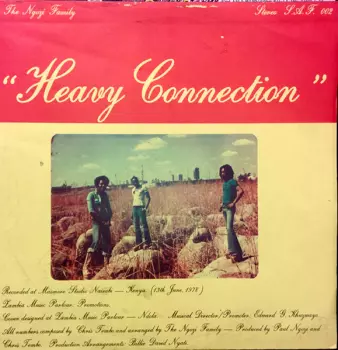 The Ngozi Family Stereo S.A.F. 002
"Heavy Connection"
Recorded at Sapra Studio Nairobi — Kenya. (13th June, 1978)
Zambia Music Parlour. Promotions.
Cover designed at Zambia Music Parlour — Ndola. Musical Director/Promoter, Edward G. Khuzwayo
All numbers composed by Chris Tembo and arranged by The Ngozi Family — Produced by Paul Ngozi and
Chris Tembo. Production Arrangements: Billie David Nyati.